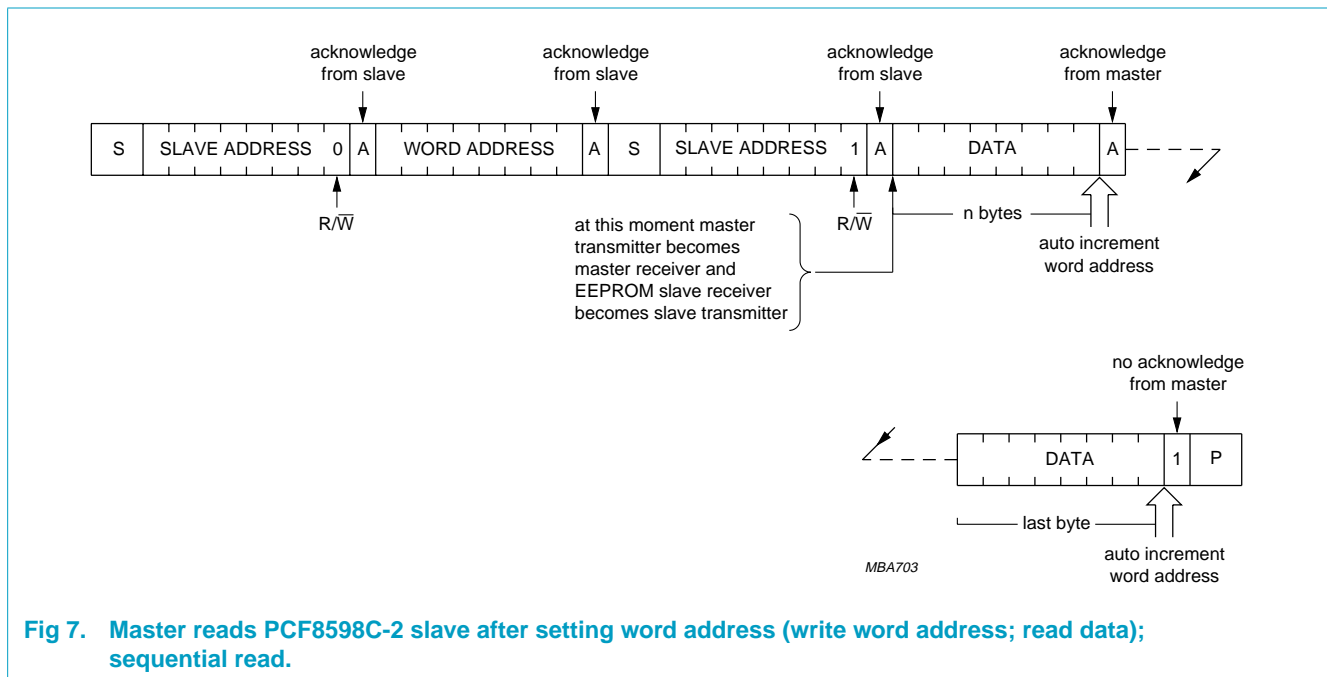 acknowledge
from slave
acknowledge
from slave
acknowledge
from slave
acknowledge
from master
S SLAVE ADDRESS 0 A WORD ADDRESS A S SLAVE ADDRESS 1 A DATA A
R/W̅
R/W̅
n bytes
at this moment master
transmitter becomes
master receiver and
EEPROM slave receiver
becomes slave transmitter
auto increment
word address
no acknowledge
from master
DATA 1 P
last byte
auto increment
word address
MBA703
Fig 7. Master reads PCF8598C-2 slave after setting word address (write word address; read data);
sequential read.